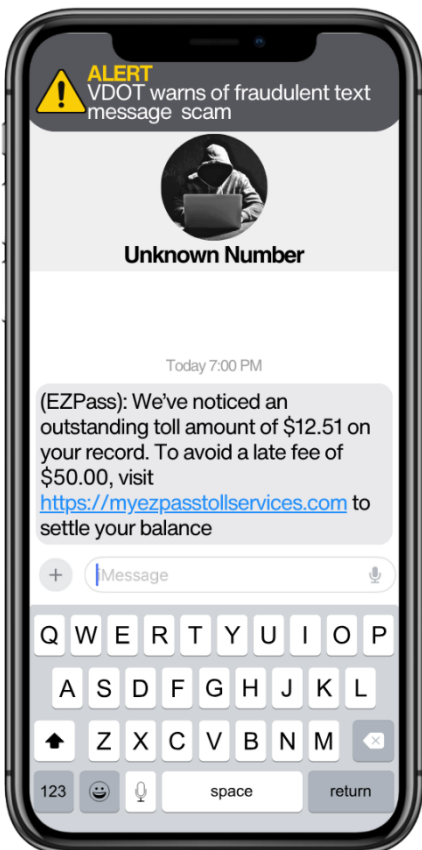 ALERT
VDOT warns of fraudulent text
message scam
Unknown Number
Today 7:00 PM
(EZPass): We've noticed an
outstanding toll amount of $12.51 on
your record. To avoid a late fee of
$50.00, visit
https://myezpasstollservices.com to
settle your balance
iMessage
Q W E R T Y U I O P
A S D F G H J K L
Z X C V B N M
123 space return